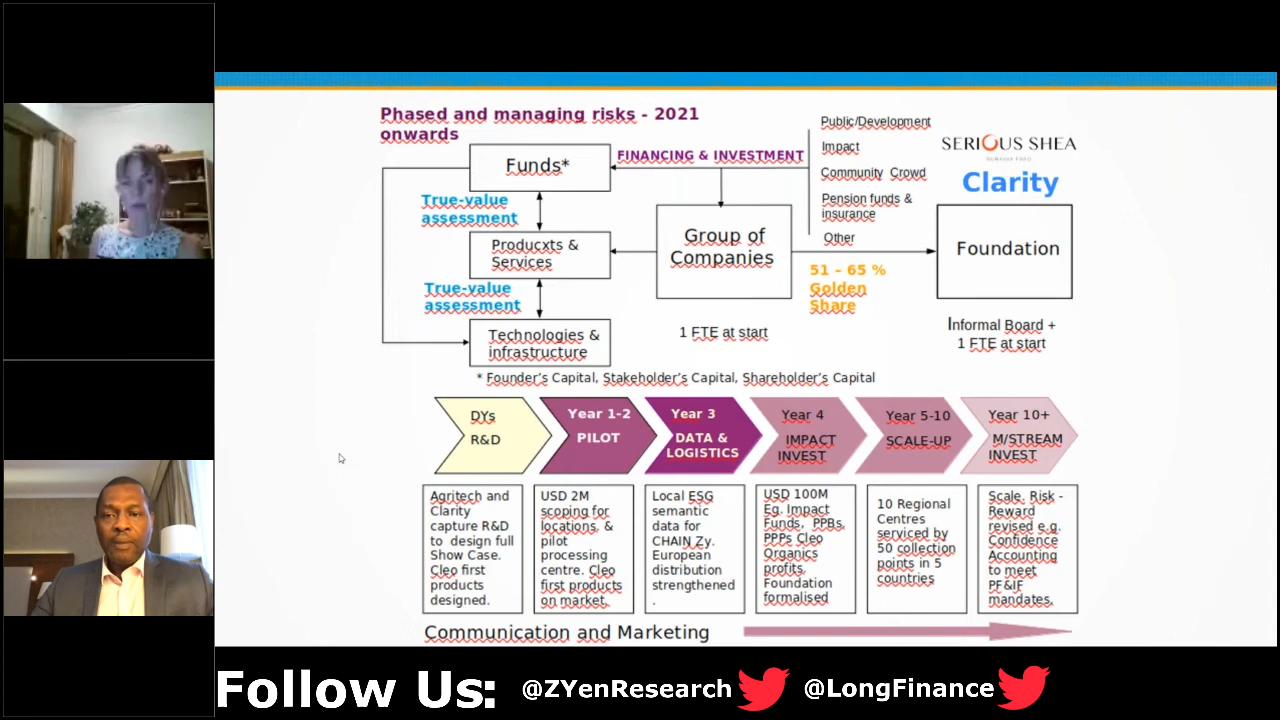 Phased and managing risks - 2021
onwards
Funds*
FINANCING & INVESTMENT
Public/Development
Impact
Community Crowd
Pension funds &
insurance
Other
SERIOUS SHEA
BURKINA FASO
Clarity
True-value
assessment
Producxts &
Services
Group of
Companies
Foundation
51 – 65 %
Golden
Share
True-value
assessment
Technologies &
infrastructure
1 FTE at start
Informal Board +
1 FTE at start
* Founder's Capital, Stakeholder's Capital, Shareholder's Capital
DYs
R&D
Year 1-2
PILOT
Year 3
DATA &
LOGISTICS
Year 4
IMPACT
INVEST
Year 5-10
SCALE-UP
Year 10+
M/STREAM
INVEST
Agritech and
Clarity
capture R&D
to design full
Show Case.
Cleo first
products
designed.
USD 2M
scoping for
locations, &
pilot
processing
centre. Cleo
first products
on market.
Local ESG
semantic
data for
CHAIN Zy.
European
distribution
strengthened
.
USD 100M
Eg. Impact
Funds, PPBs,
PPPs Cleo
Organics
profits.
Foundation
formalised
10 Regional
Centres
serviced by
50 collection
points in 5
countries
Scale. Risk -
Reward
revised e.g.
Confidence
Accounting
to meet
PF&IF
mandates.
Communication and Marketing
Follow Us: @ZYenResearch @LongFinance